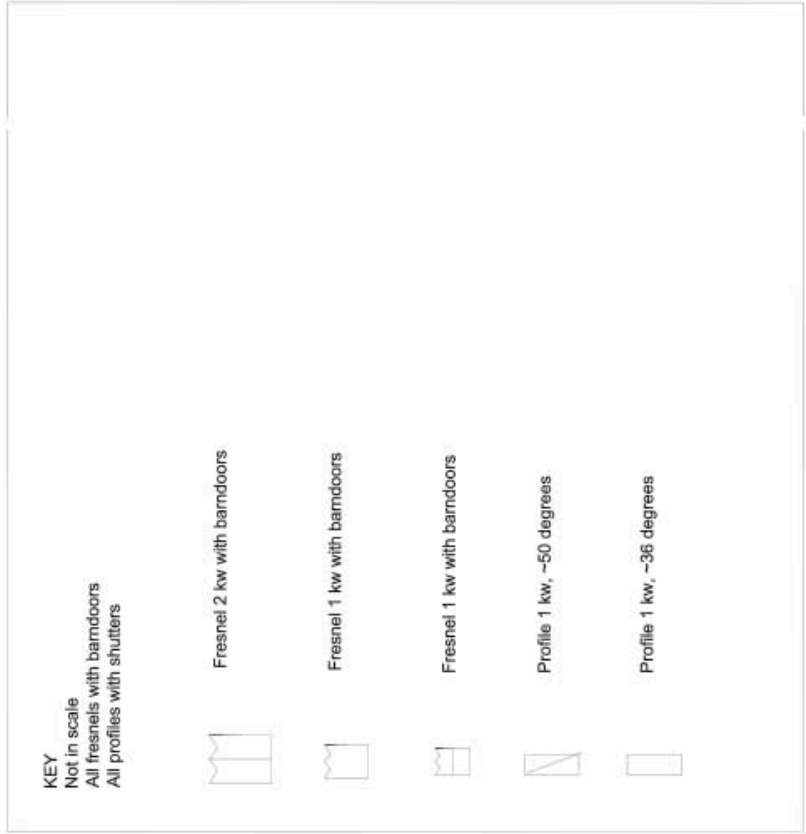 KEY
Not in scale
All fresnels with barndoors
All profiles with shutters
Fresnel 2 kw with barndoors
Fresnel 1 kw with barndoors
Fresnel 1 kw with barndoors
Profile 1 kw, ~50 degrees
Profile 1 kw, ~36 degrees